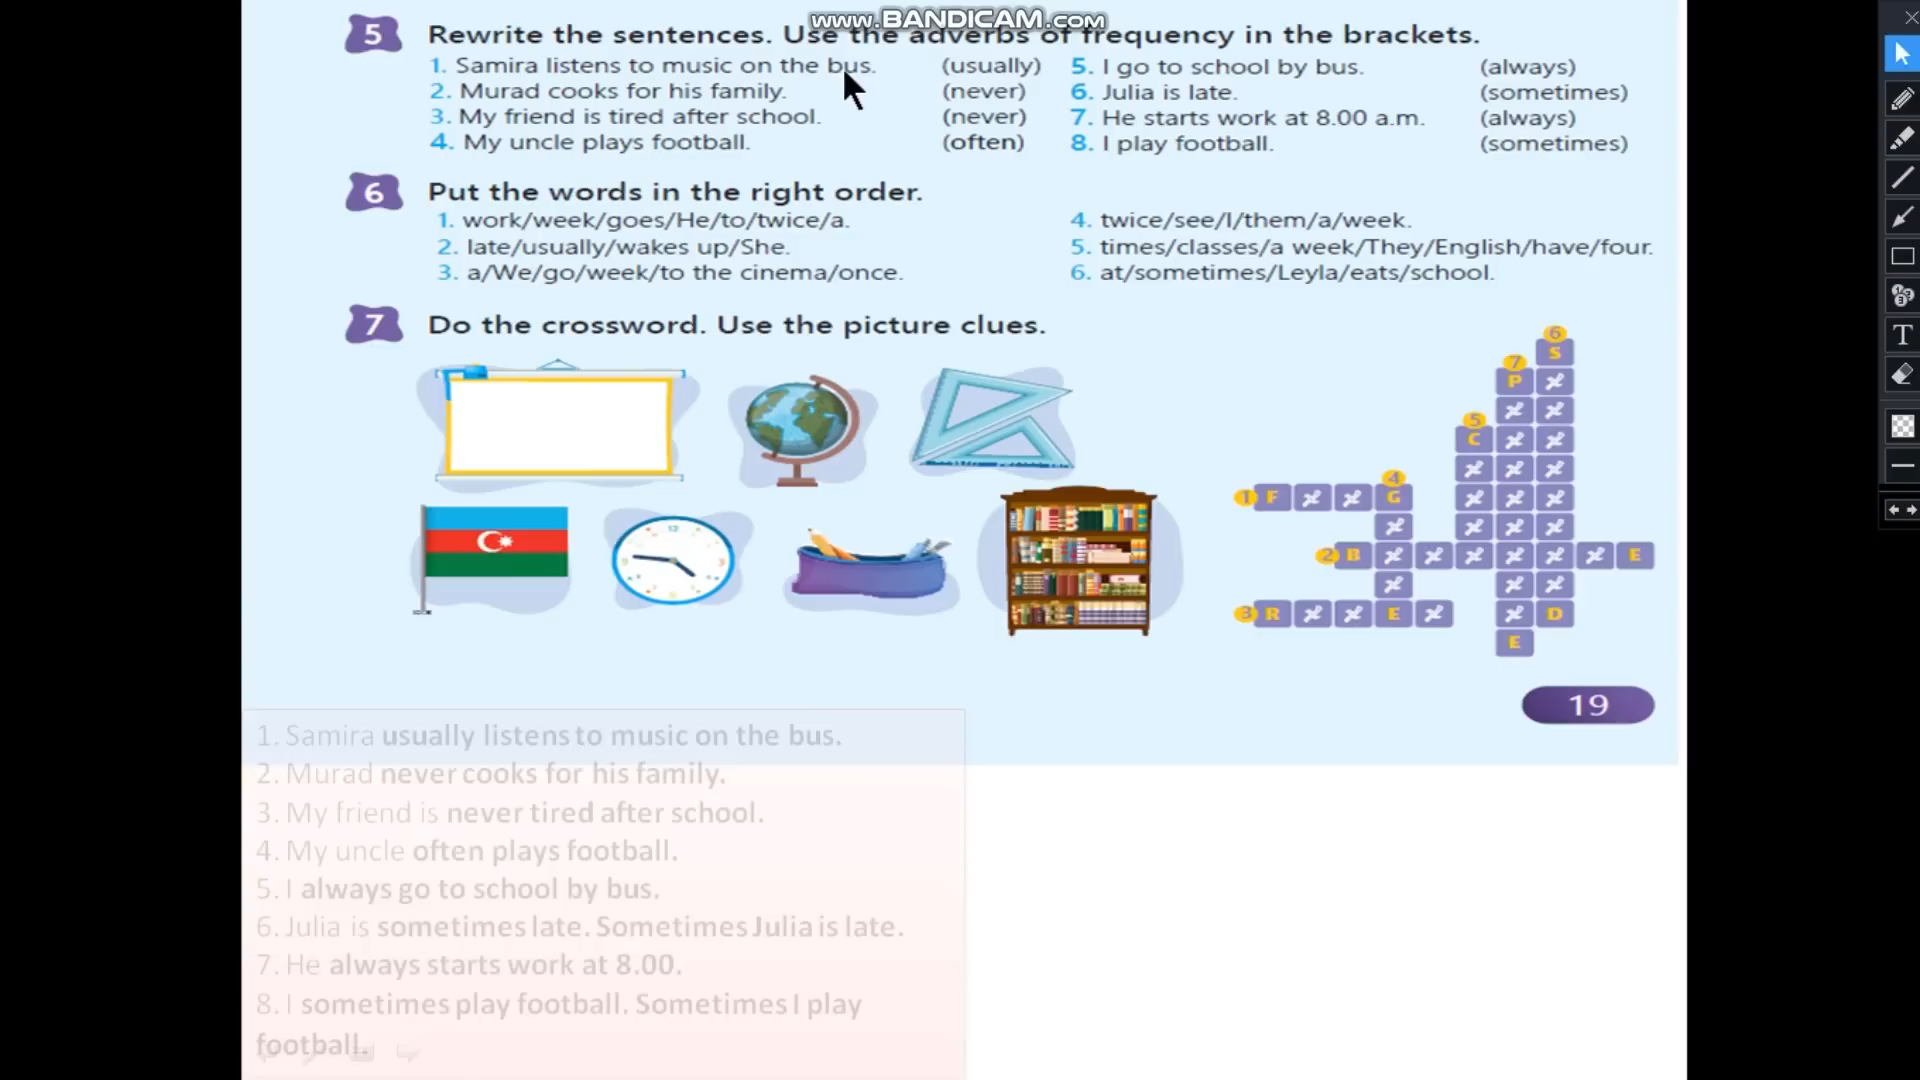 www.BANDICAM.com
5 Rewrite the sentences. Use the adverbs of frequency in the brackets.
1. Samira listens to music on the bus. (usually)
2. Murad cooks for his family. (never)
3. My friend is tired after school. (never)
4. My uncle plays football. (often)
5. I go to school by bus. (always)
6. Julia is late. (sometimes)
7. He starts work at 8.00 a.m. (always)
8. I play football. (sometimes)
6 Put the words in the right order.
1. work/week/goes/He/to/twice/a.
2. late/usually/wakes up/She.
3. a/We/go/week/to the cinema/once.
4. twice/see/I/them/a/week.
5. times/classes/a week/They/English/have/four.
6. at/sometimes/Leyla/eats/school.
7 Do the crossword. Use the picture clues.
6
S
7
P
5
C
4
1 F G
2 B E
3 R E
D
E
19
1. Samira usually listens to music on the bus.
2. Murad never cooks for his family.
3. My friend is never tired after school.
4. My uncle often plays football.
5. I always go to school by bus.
6. Julia is sometimes late. Sometimes Julia is late.
7. He always starts work at 8.00.
8. I sometimes play football. Sometimes I play
football.